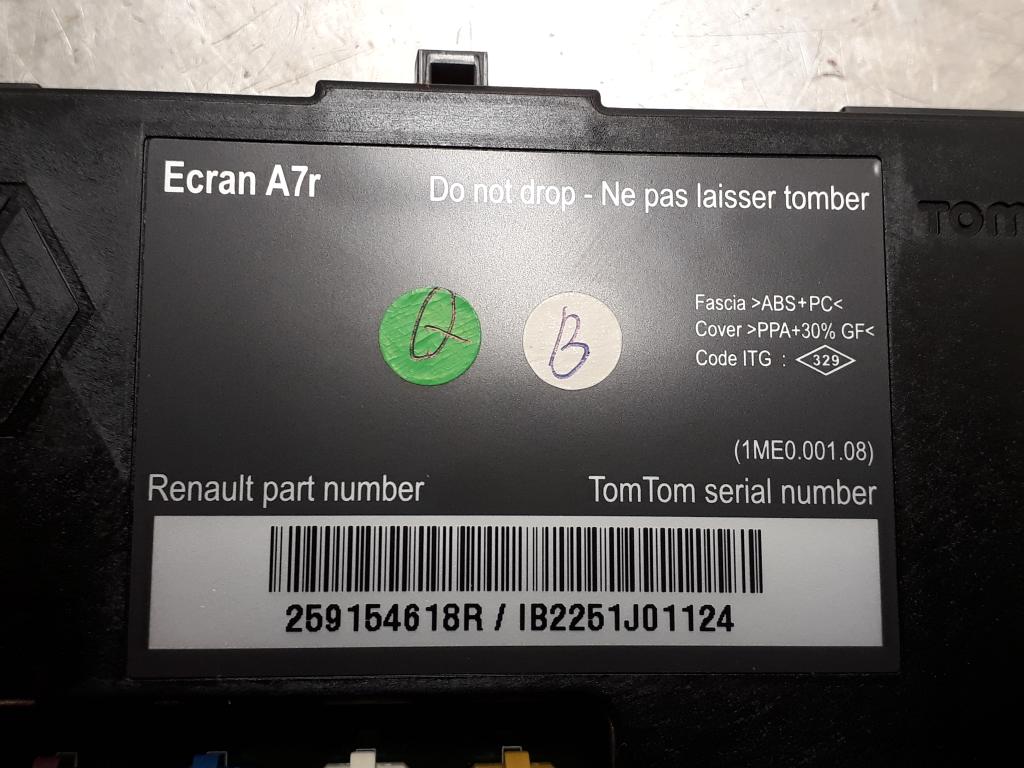 Ecran A7r
Do not drop - Ne pas laisser tomber
TOM
Fascia >ABS+PC<
Cover >PPA+30% GF<
Code ITG : 329
B
(1ME0.001.08)
Renault part number
TomTom serial number
259154618R / IB2251J01124